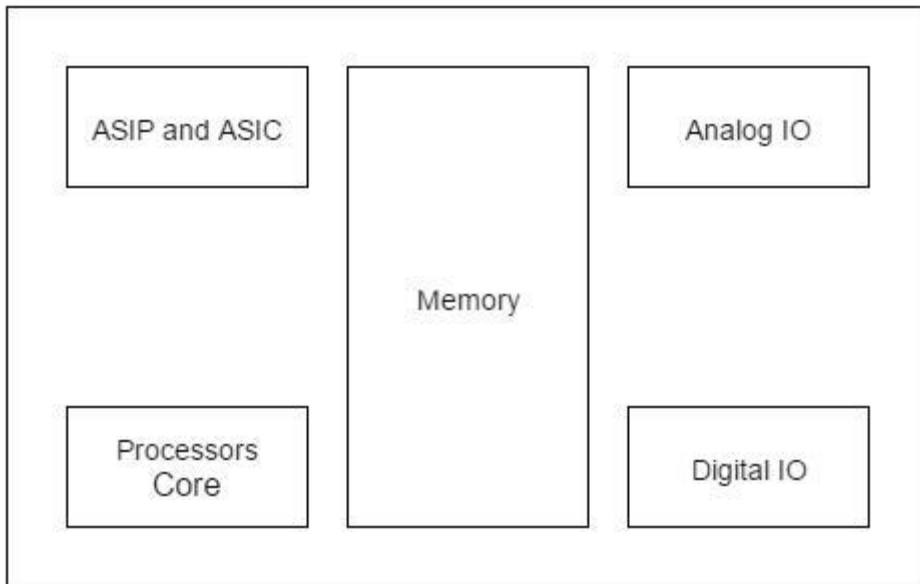 ASIP and ASIC
Analog IO
Memory
Processors
Core
Digital IO